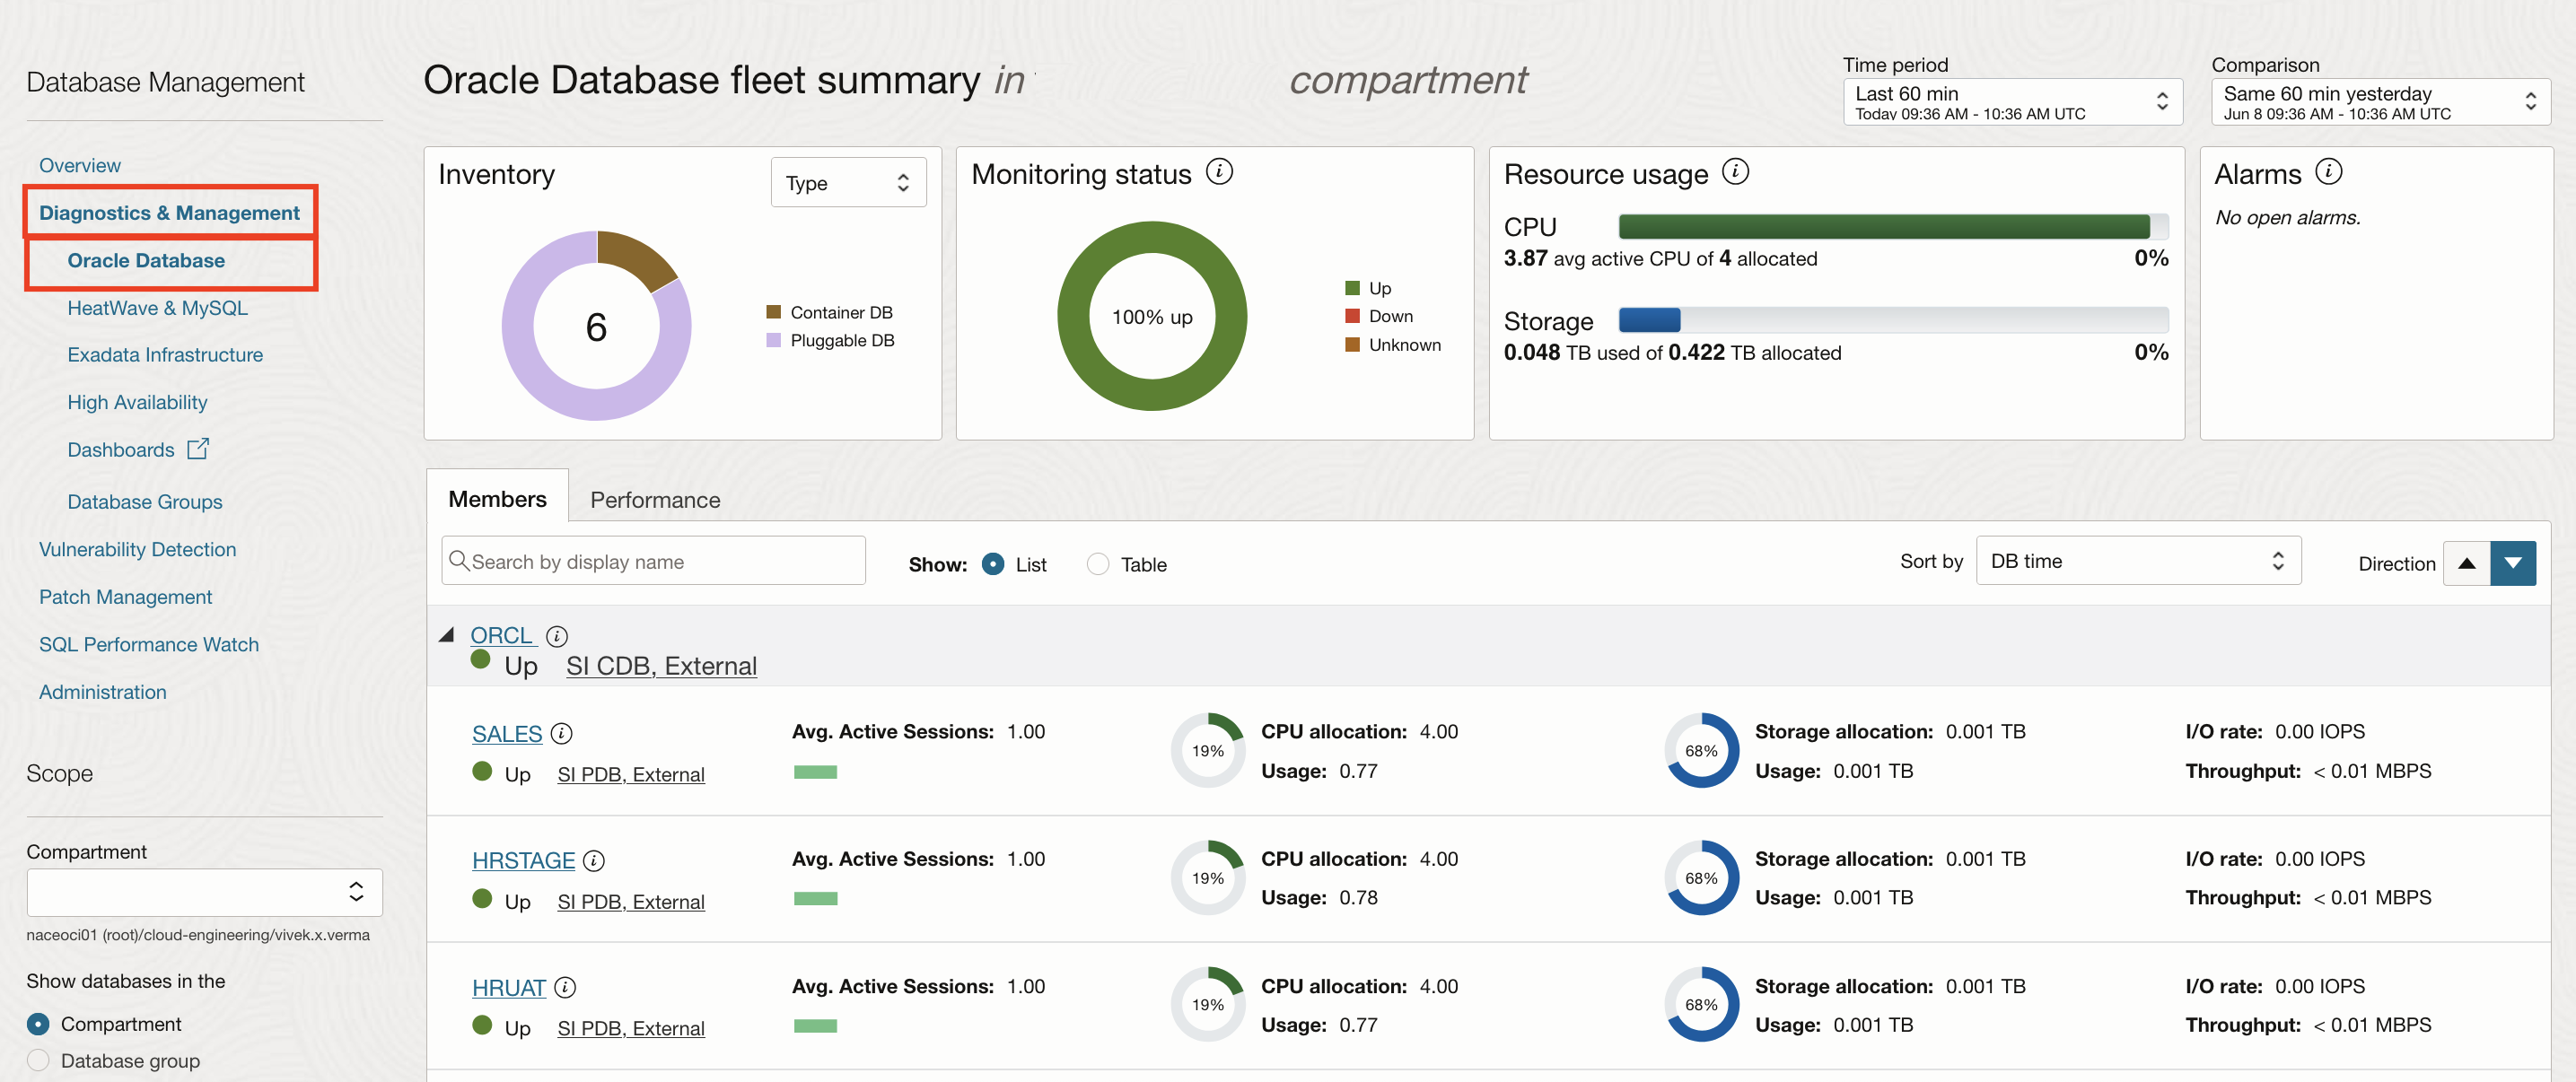 Database Management
Overview
Diagnostics & Management
Oracle Database
HeatWave & MySQL
Exadata Infrastructure
High Availability
Dashboards
Database Groups
Vulnerability Detection
Patch Management
SQL Performance Watch
Administration
Scope
Compartment
naceoci01 (root)/cloud-engineering/vivek.x.verma
Show databases in the
Compartment
Database group
Oracle Database fleet summary in compartment
Time period
Last 60 min
Today 09:36 AM - 10:36 AM UTC
Comparison
Same 60 min yesterday
Jun 8 09:36 AM - 10:36 AM UTC
Inventory
Type
6
Container DB
Pluggable DB
Monitoring status
100% up
Up
Down
Unknown
Resource usage
CPU
3.87 avg active CPU of 4 allocated 0%
Storage
0.048 TB used of 0.422 TB allocated 0%
Alarms
No open alarms.
Members Performance
Search by display name Show: List Table Sort by DB time Direction
ORCL
Up SI CDB, External
SALES Avg. Active Sessions: 1.00 19% CPU allocation: 4.00 68% Storage allocation: 0.001 TB I/O rate: 0.00 IOPS
Up SI PDB, External Usage: 0.77 Usage: 0.001 TB Throughput: < 0.01 MBPS
HRSTAGE Avg. Active Sessions: 1.00 19% CPU allocation: 4.00 68% Storage allocation: 0.001 TB I/O rate: 0.00 IOPS
Up SI PDB, External Usage: 0.78 Usage: 0.001 TB Throughput: < 0.01 MBPS
HRUAT Avg. Active Sessions: 1.00 19% CPU allocation: 4.00 68% Storage allocation: 0.001 TB I/O rate: 0.00 IOPS
Up SI PDB, External Usage: 0.77 Usage: 0.001 TB Throughput: < 0.01 MBPS